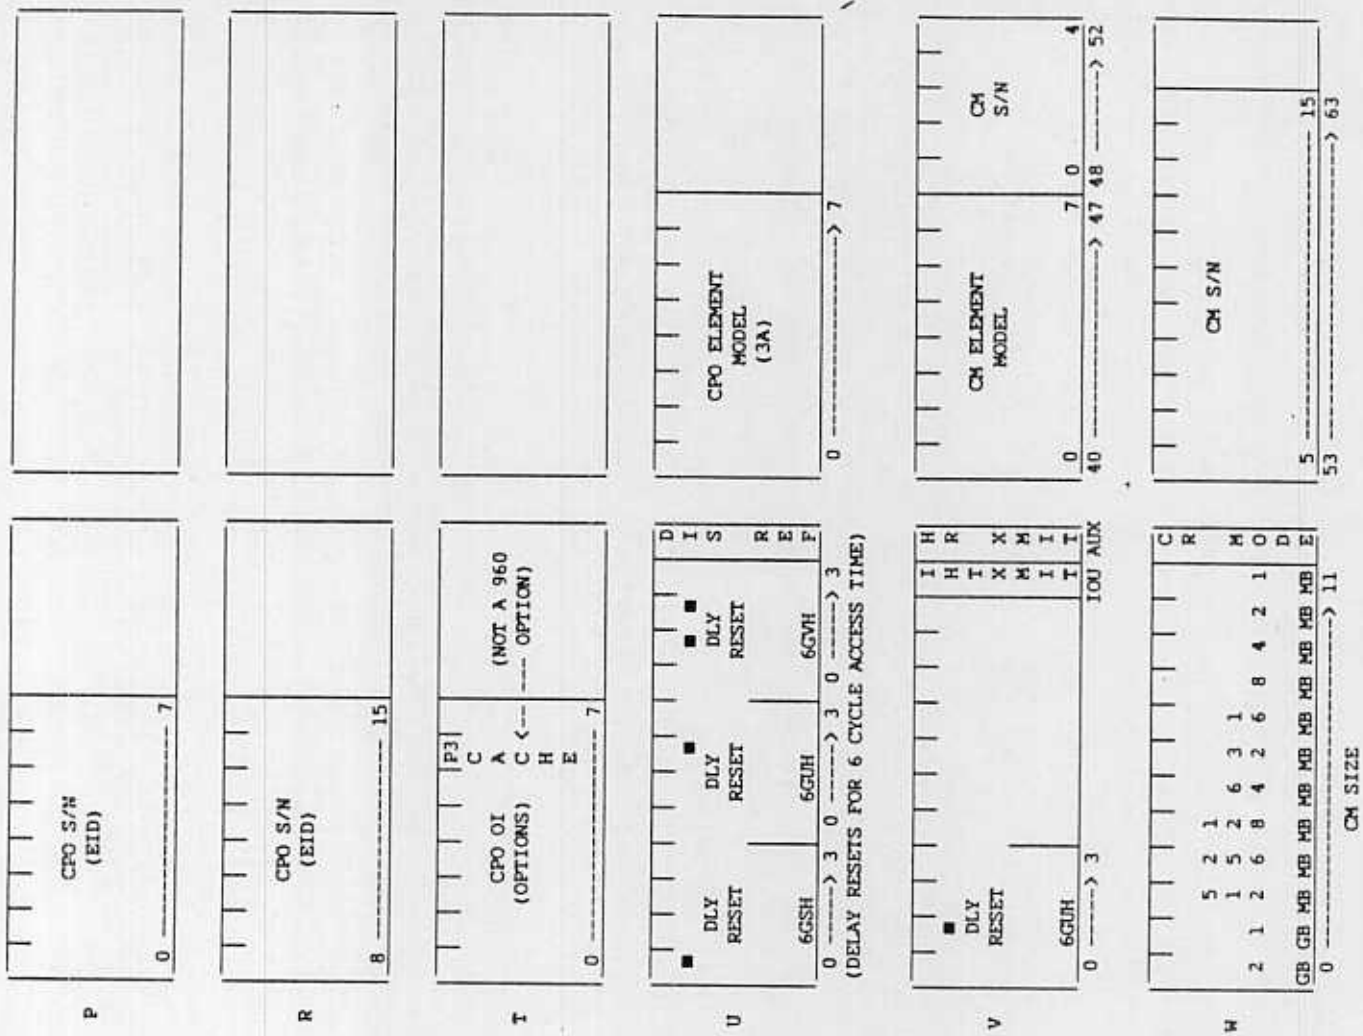 P
CPO S/N
(EID)
0 ---------------- 7
R
CPO S/N
(EID)
8 ---------------- 15
T
P3
C
A
C
H
E
CPO OI
(OPTIONS)
<--- (NOT A 960
--- OPTION)
0 ---------------- 7
U
DLY RESET
DLY RESET
DLY RESET
D
I
S
R
E
F
6GSH 6GUH 6GVH
0 -----> 3 0 -----> 3 0 -----> 3
(DELAY RESETS FOR 6 CYCLE ACCESS TIME)
CPO ELEMENT
MODEL
(3A)
0 --------------> 7
V
DLY
RESET
6GUH
0 -----> 3
I H
H R
T
X X
M M
I I
T T
IOU AUX
CM ELEMENT
MODEL
CM
S/N
0 7 0 4
40 --------------> 47 48 -------> 52
W
5 2 1
1 5 2 6 3 1
2 1 2 6 8 4 2 6 8 4 2 1
GB GB MB MB MB MB MB MB MB MB MB MB
C
R
M
O
D
E
0 --------------------------> 11
CM SIZE
CM S/N
5 -------------------------- 15
53 --------------------------> 63